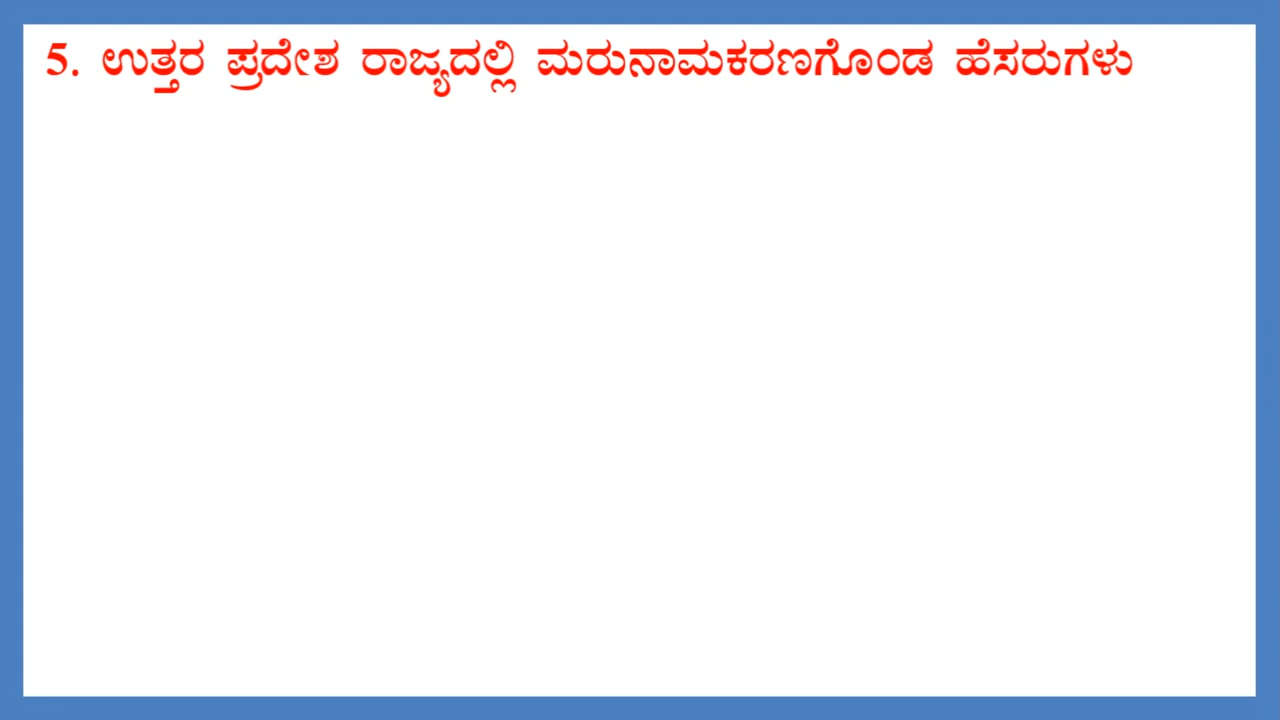 5. ಉತ್ತರ ಪ್ರದೇಶ ರಾಜ್ಯದಲ್ಲಿ ಮರುನಾಮಕರಣಗೊಂಡ ಹೆಸರುಗಳು